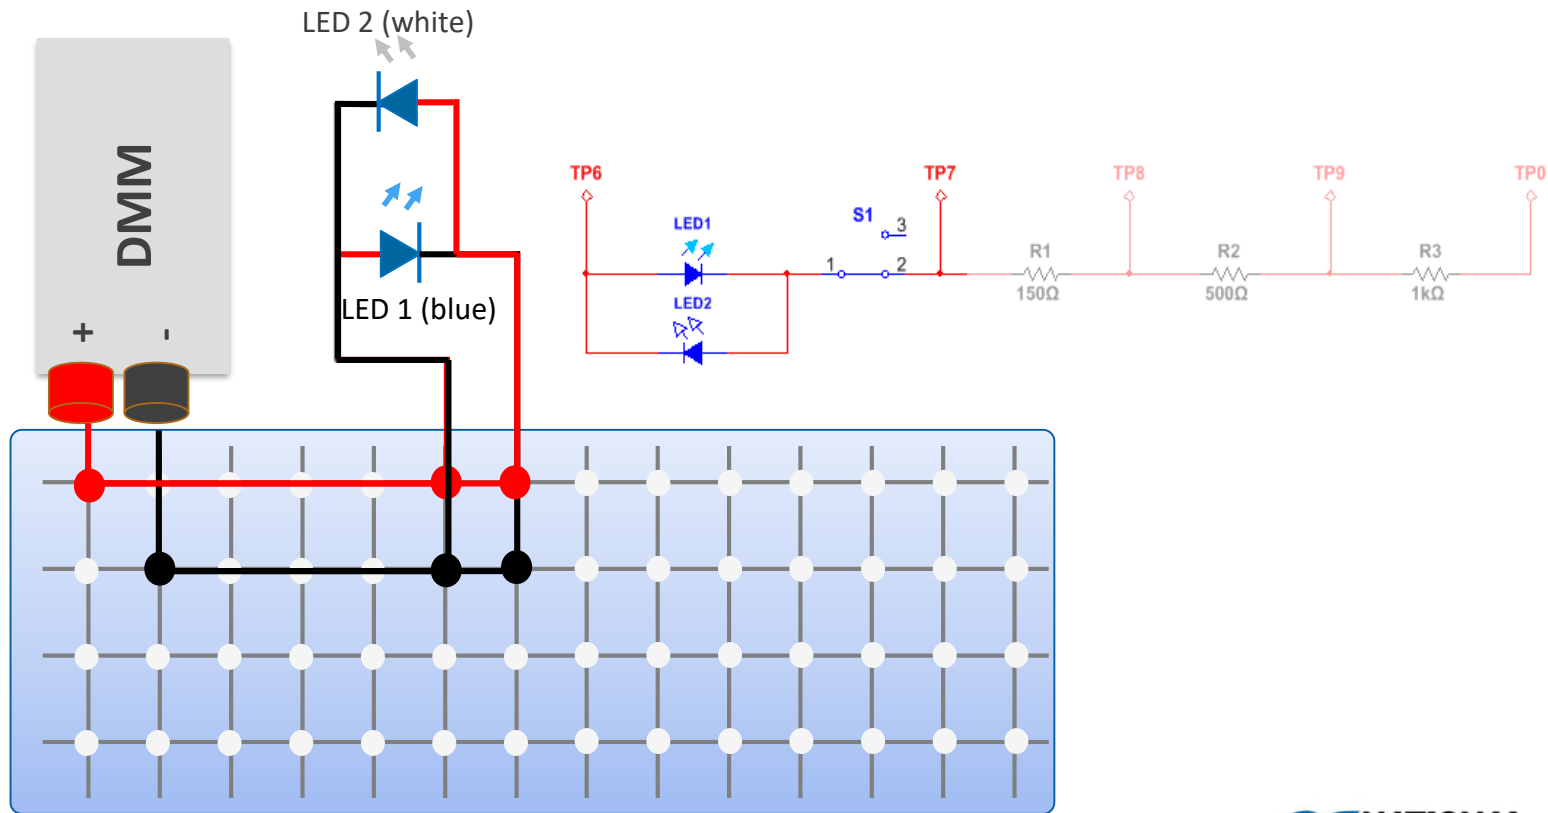 LED 2 (white)
DMM
+ -
LED 1 (blue)
TP6 TP7 TP8 TP9 TP0
LED1
S1
3
1 2
R1 R2 R3
150Ω 500Ω 1kΩ
LED2